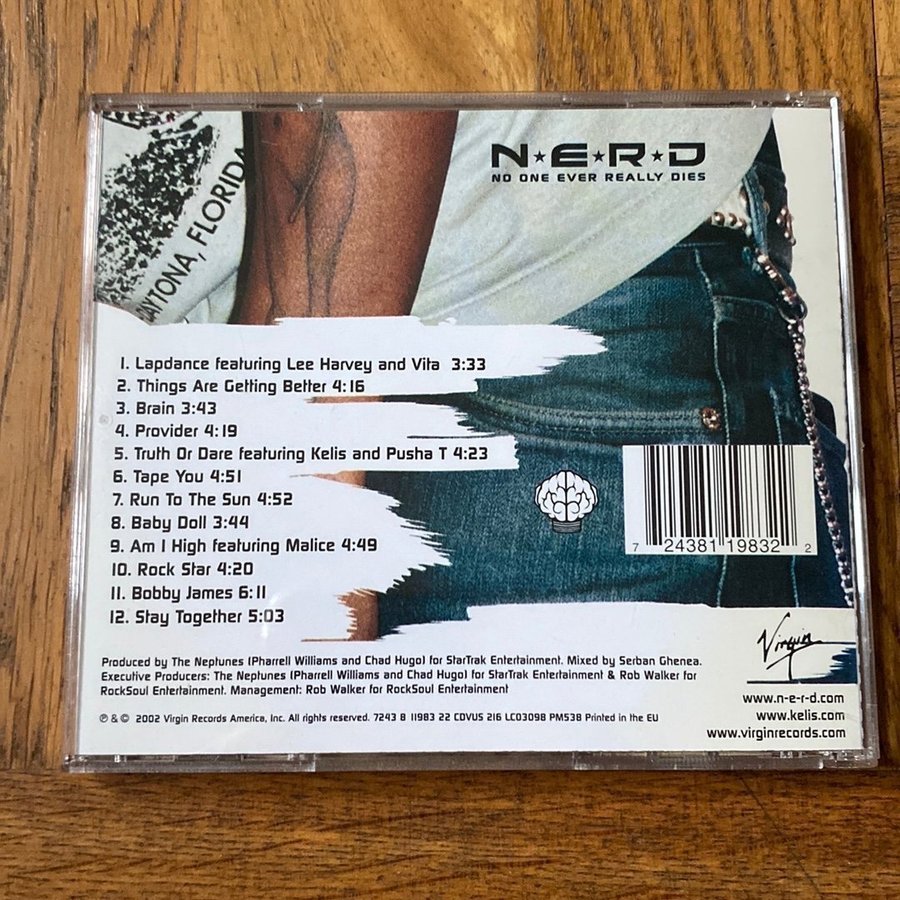 N★E★R★D
NO ONE EVER REALLY DIES
DAYTONA, FLORIDA
1. Lapdance featuring Lee Harvey and Vita 3:33
2. Things Are Getting Better 4:16
3. Brain 3:43
4. Provider 4:19
5. Truth Or Dare featuring Kelis and Pusha T 4:23
6. Tape You 4:51
7. Run To The Sun 4:52
8. Baby Doll 3:44
9. Am I High featuring Malice 4:49
10. Rock Star 4:20
11. Bobby James 6:11
12. Stay Together 5:03
7 24381 19832 2
Virgin
Produced by The Neptunes (Pharrell Williams and Chad Hugo) for StarTrak Entertainment. Mixed by Serban Ghenea.
Executive Producers: The Neptunes (Pharrell Williams and Chad Hugo) for StarTrak Entertainment & Rob Walker for
RockSoul Entertainment. Management: Rob Walker for RockSoul Entertainment
℗ & © 2002 Virgin Records America, Inc. All rights reserved. 7243 8 11983 22 CDVUS 216 LC03098 PM538 Printed in the EU
www.n-e-r-d.com
www.kelis.com
www.virginrecords.com